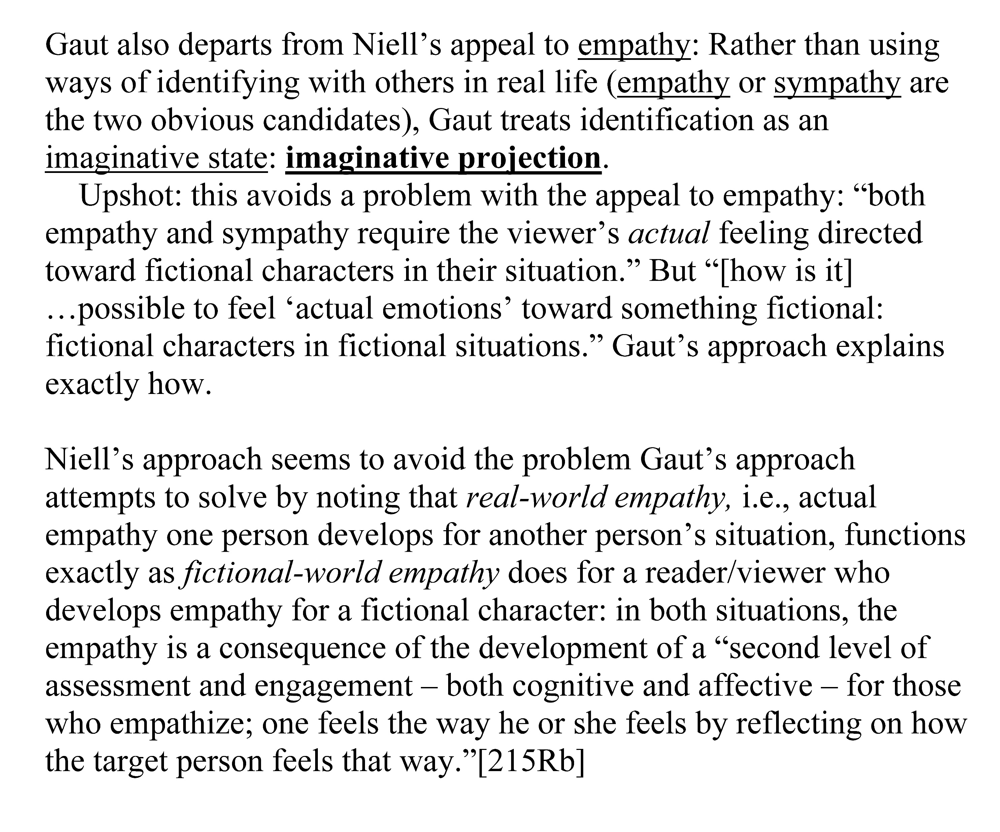 Gaut also departs from Niell’s appeal to empathy: Rather than using
ways of identifying with others in real life (empathy or sympathy are
the two obvious candidates), Gaut treats identification as an
imaginative state: imaginative projection.
Upshot: this avoids a problem with the appeal to empathy: “both
empathy and sympathy require the viewer’s actual feeling directed
toward fictional characters in their situation.” But “[how is it]
…possible to feel ‘actual emotions’ toward something fictional:
fictional characters in fictional situations.” Gaut’s approach explains
exactly how.
Niell’s approach seems to avoid the problem Gaut’s approach
attempts to solve by noting that real-world empathy, i.e., actual
empathy one person develops for another person’s situation, functions
exactly as fictional-world empathy does for a reader/viewer who
develops empathy for a fictional character: in both situations, the
empathy is a consequence of the development of a “second level of
assessment and engagement – both cognitive and affective – for those
who empathize; one feels the way he or she feels by reflecting on how
the target person feels that way.”[215Rb]